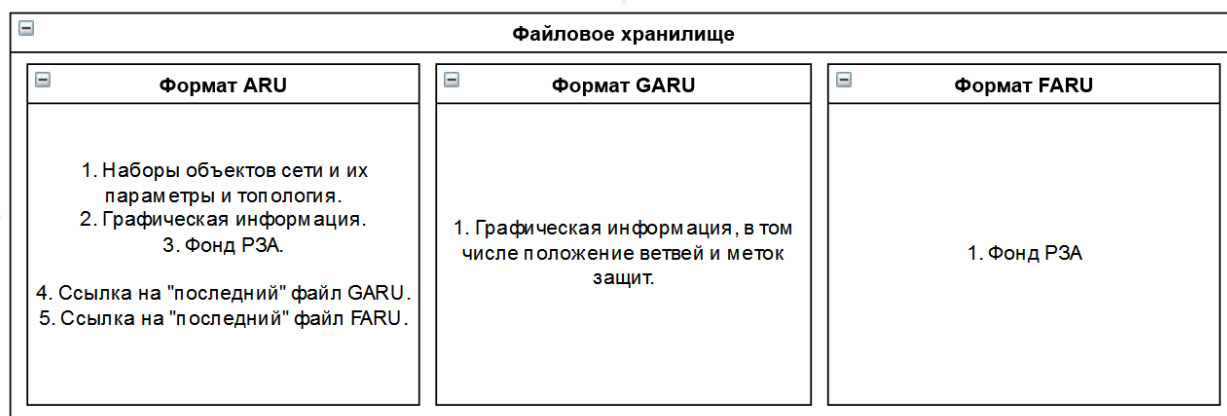 Файловое хранилище
Формат ARU
1. Наборы объектов сети и их
параметры и топология.
2. Графическая информация.
3. Фонд РЗА.
4. Ссылка на "последний" файл GARU.
5. Ссылка на "последний" файл FARU.
Формат GARU
1. Графическая информация, в том
числе положение ветвей и меток
защит.
Формат FARU
1. Фонд РЗА